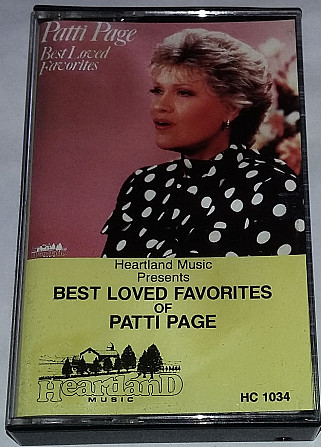 Patti Page
Best Loved
Favorites
Heartland Music
Presents
BEST LOVED FAVORITES
OF
PATTI PAGE
Heartland
MUSIC
HC 1034